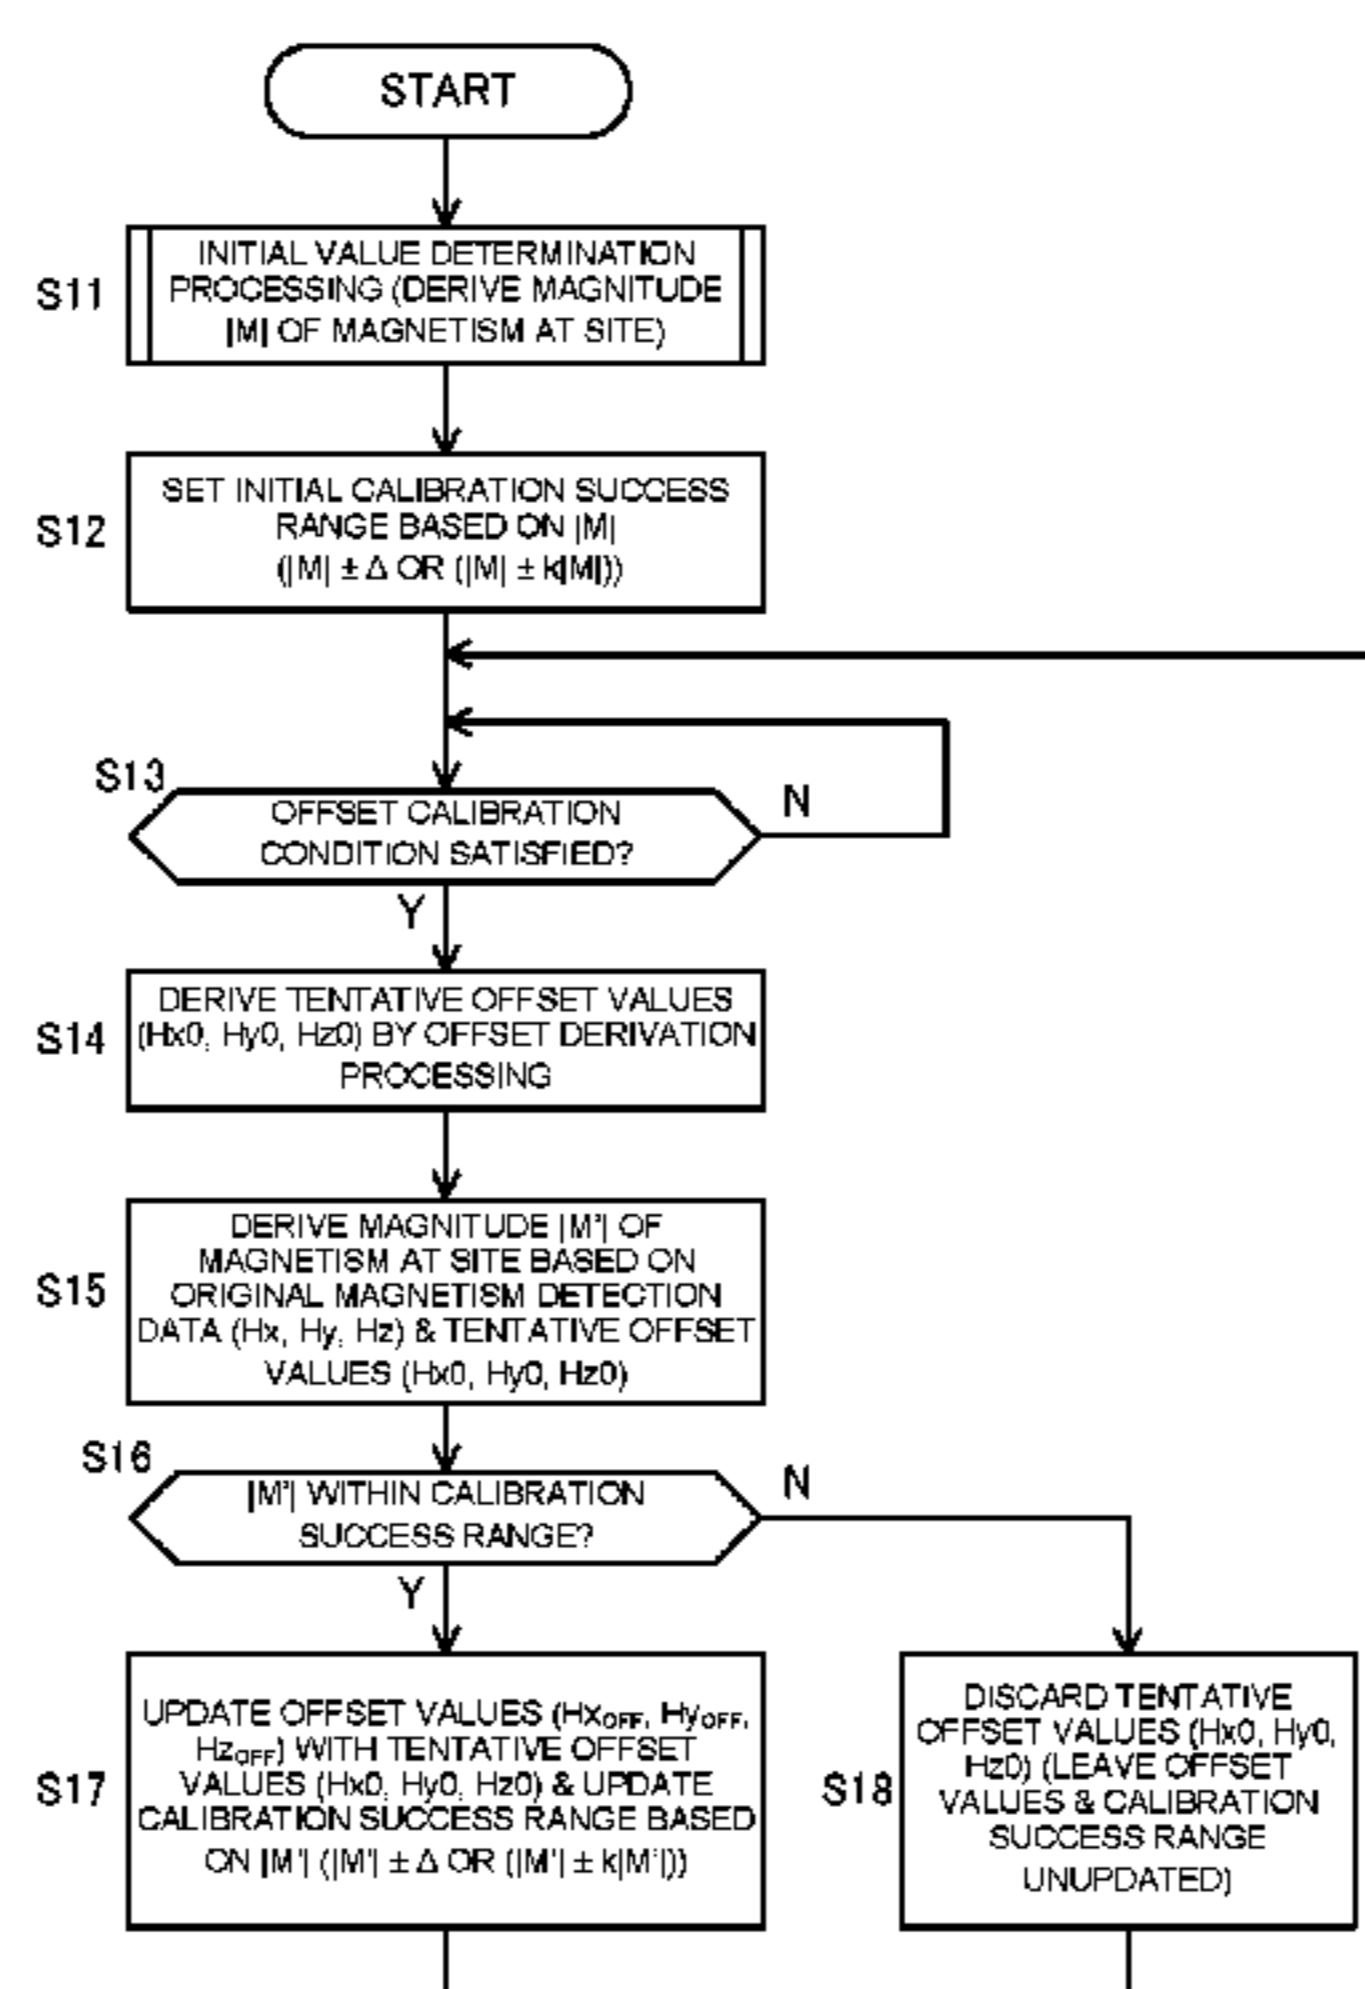 START
S11
INITIAL VALUE DETERMINATION
PROCESSING (DERIVE MAGNITUDE
|M| OF MAGNETISM AT SITE)
S12
SET INITIAL CALIBRATION SUCCESS
RANGE BASED ON |M|
(|M| ± Δ OR (|M| ± k|M|))
S13
OFFSET CALIBRATION
CONDITION SATISFIED?
N
Y
S14
DERIVE TENTATIVE OFFSET VALUES
(Hx0, Hy0, Hz0) BY OFFSET DERIVATION
PROCESSING
S15
DERIVE MAGNITUDE |M'| OF
MAGNETISM AT SITE BASED ON
ORIGINAL MAGNETISM DETECTION
DATA (Hx, Hy, Hz) & TENTATIVE OFFSET
VALUES (Hx0, Hy0, Hz0)
S16
|M'| WITHIN CALIBRATION
SUCCESS RANGE?
N
Y
S17
UPDATE OFFSET VALUES (HxOFF, HyOFF,
HzOFF) WITH TENTATIVE OFFSET
VALUES (Hx0, Hy0, Hz0) & UPDATE
CALIBRATION SUCCESS RANGE BASED
ON |M'| (|M'| ± Δ OR (|M'| ± k|M'|))
S18
DISCARD TENTATIVE
OFFSET VALUES (Hx0, Hy0,
Hz0) (LEAVE OFFSET
VALUES & CALIBRATION
SUCCESS RANGE
UNUPDATED)